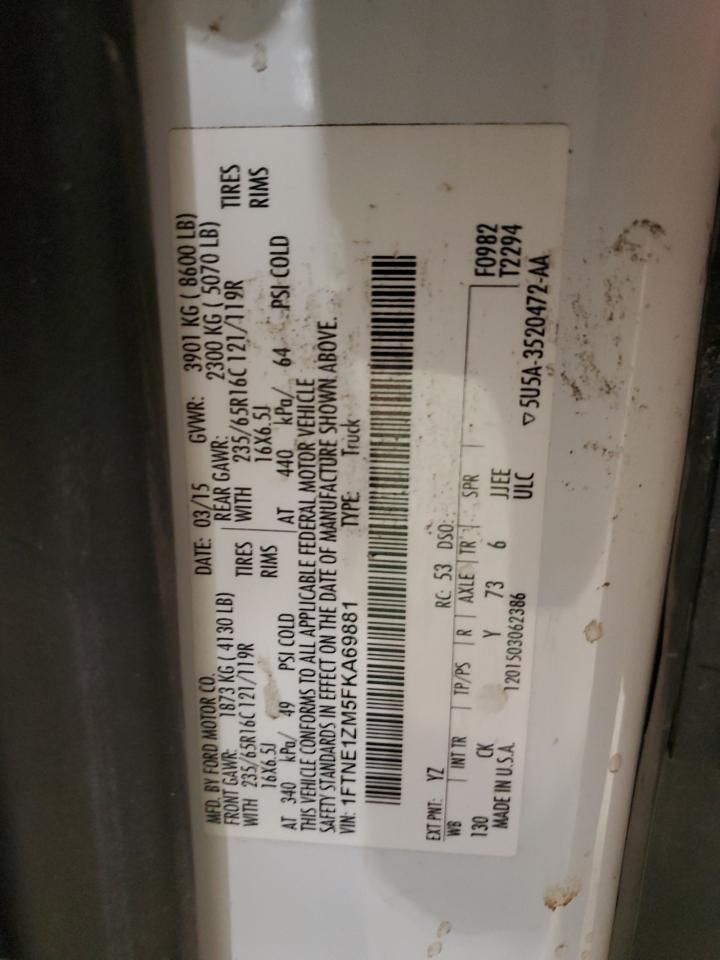 MFD. BY FORD MOTOR CO.
DATE: 03/15 GVWR: 3901 KG ( 8600 LB)
FRONT GAWR: 1873 KG ( 4130 LB)
REAR GAWR: 2300 KG ( 5070 LB)
WITH 235/65R16C 121/119R TIRES
WITH 235/65R16C 121/119R TIRES
16X6.5J RIMS
16X6.5J RIMS
AT 340 kPa/ 49 PSI COLD
AT 440 kPa/ 64 PSI COLD
THIS VEHICLE CONFORMS TO ALL APPLICABLE FEDERAL MOTOR VEHICLE
SAFETY STANDARDS IN EFFECT ON THE DATE OF MANUFACTURE SHOWN ABOVE.
VIN: 1FTNE1ZM5FKA69881 TYPE: Truck
EXT PNT: YZ RC: 53 DSO:
WB INT TR TP/PS R AXLE TR SPR F0982
130 CK Y 73 6 JJEE T2294
MADE IN U.S.A. 1201503062386 ULC
▽ 5U5A-3520472-AA